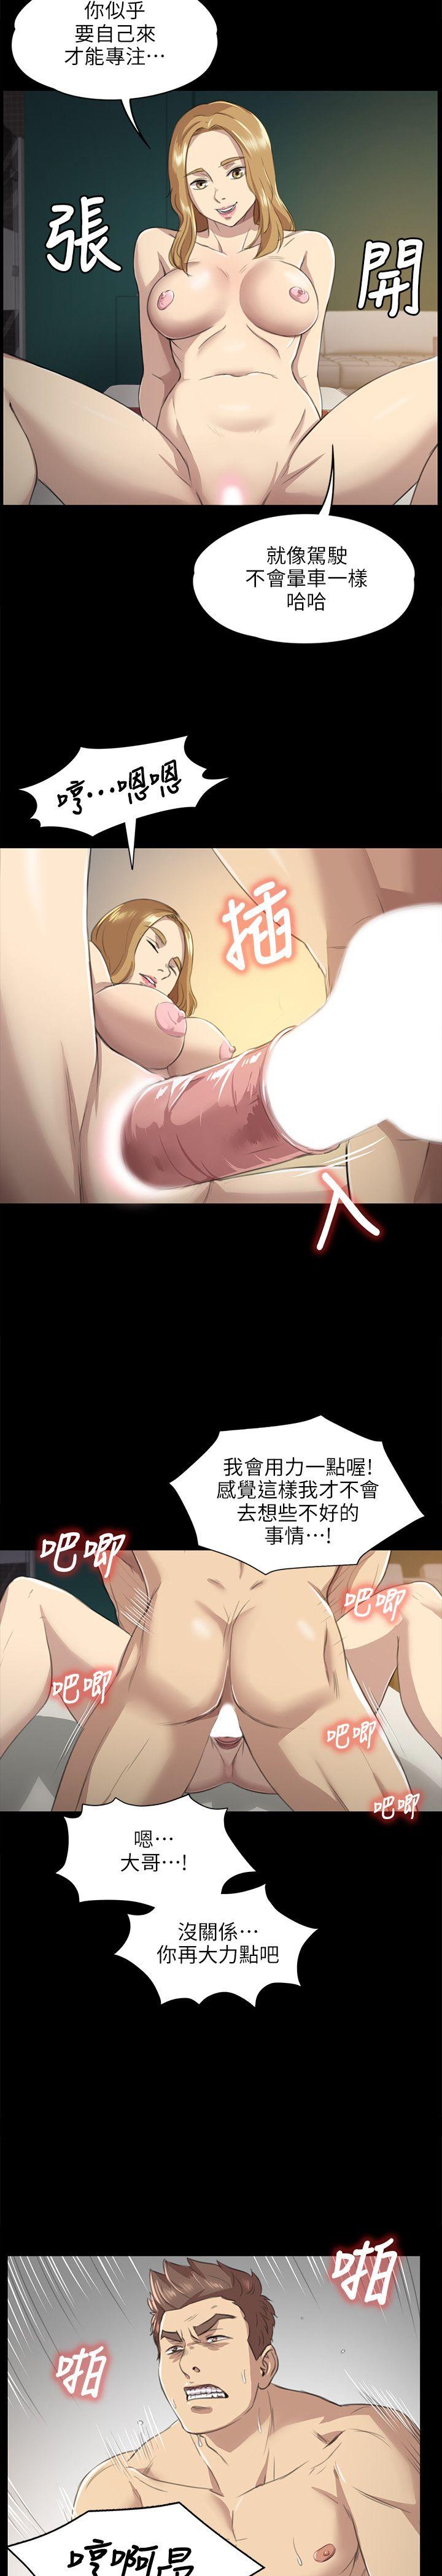 你似乎
要自己來
才能專注⋯
張
開
就像駕駛
不會暈車一樣
哈哈
哼⋯嗯嗯
插
入
我會用力一點喔!
感覺這樣我才不會
去想些不好的
事情⋯!
吧唧
吧唧
吧唧
吧唧
吧唧
嗯⋯
大哥⋯!
沒關係⋯
你再大力點吧
啪
啪
哼啊昂